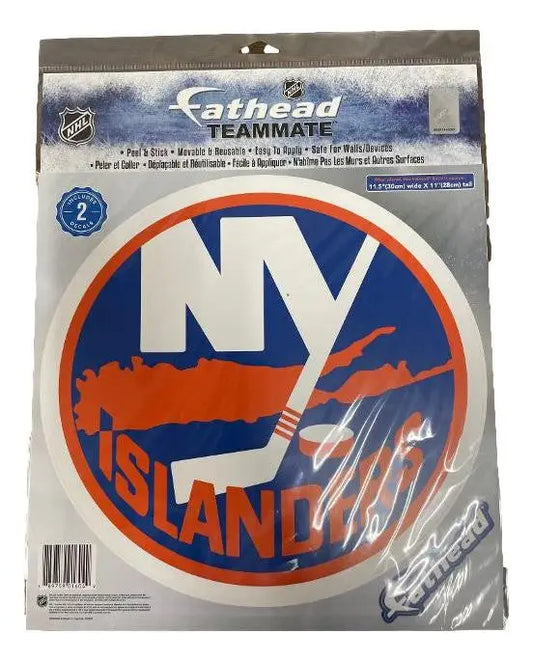 NHL
fathead
TEAMMATE
• Peel & Stick • Movable & Reusable • Easy To Apply • Safe For Walls/Devices
• Peler et Coller • Déplaçable et Réutilisable • Facile à Appliquer • N'abîme Pas Les Murs et Autres Surfaces
INCLUDES
2
DECALS
11.5"(30cm) wide X 11"(28cm) tall
NY
ISLANDERS
fathead